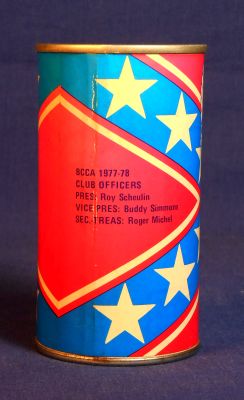 BCCA 1977-78
CLUB OFFICERS
PRES: Roy Scheulin
VICE PRES: Buddy Simmons
SEC.-TREAS: Roger Michel